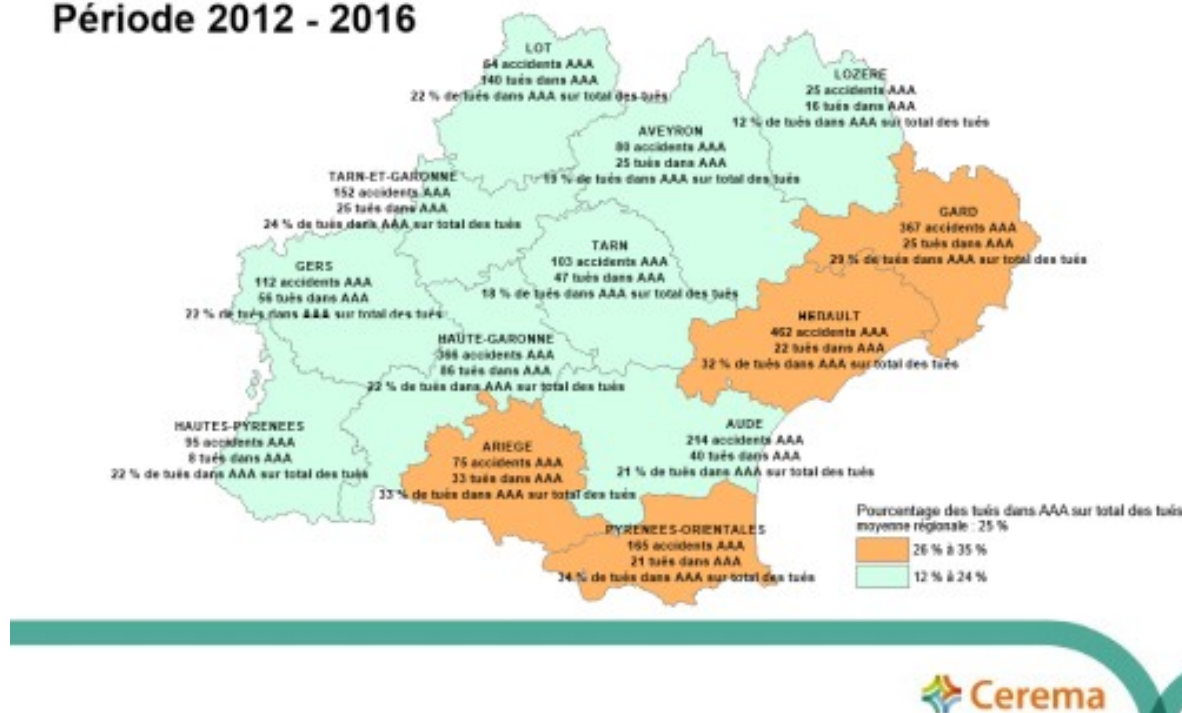 Période 2012 - 2016
LOT
64 accidents AAA
140 tués dans AAA
22 % de tués dans AAA sur total des tués
LOZERE
25 accidents AAA
16 tués dans AAA
12 % de tués dans AAA sur total des tués
AVEYRON
80 accidents AAA
25 tués dans AAA
19 % de tués dans AAA sur total des tués
TARN-ET-GARONNE
152 accidents AAA
25 tués dans AAA
24 % de tués dans AAA sur total des tués
GARD
367 accidents AAA
25 tués dans AAA
29 % de tués dans AAA sur total des tués
TARN
103 accidents AAA
47 tués dans AAA
18 % de tués dans AAA sur total des tués
GERS
112 accidents AAA
56 tués dans AAA
22 % de tués dans AAA sur total des tués
HERAULT
462 accidents AAA
22 tués dans AAA
32 % de tués dans AAA sur total des tués
HAUTE-GARONNE
366 accidents AAA
86 tués dans AAA
22 % de tués dans AAA sur total des tués
HAUTES-PYRENEES
95 accidents AAA
8 tués dans AAA
22 % de tués dans AAA sur total des tués
ARIEGE
75 accidents AAA
33 tués dans AAA
33 % de tués dans AAA sur total des tués
AUDE
214 accidents AAA
40 tués dans AAA
21 % de tués dans AAA sur total des tués
PYRENEES-ORIENTALES
165 accidents AAA
21 tués dans AAA
34 % de tués dans AAA sur total des tués
Pourcentage des tués dans AAA sur total des tués
moyenne régionale : 25 %
26 % à 35 %
12 % à 24 %
Cerema